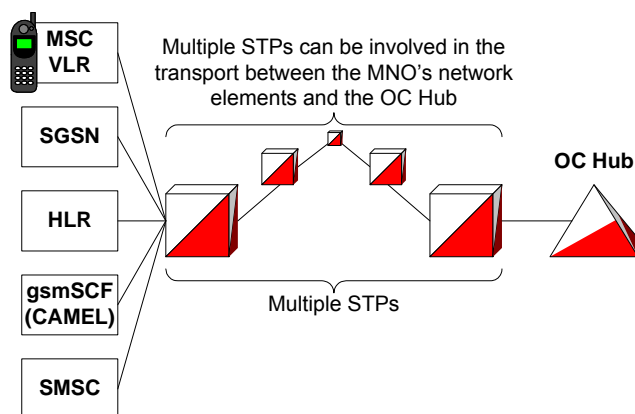 MSC
VLR
Multiple STPs can be involved in the
transport between the MNO's network
elements and the OC Hub
SGSN
OC Hub
HLR
gsmSCF
(CAMEL)
Multiple STPs
SMSC